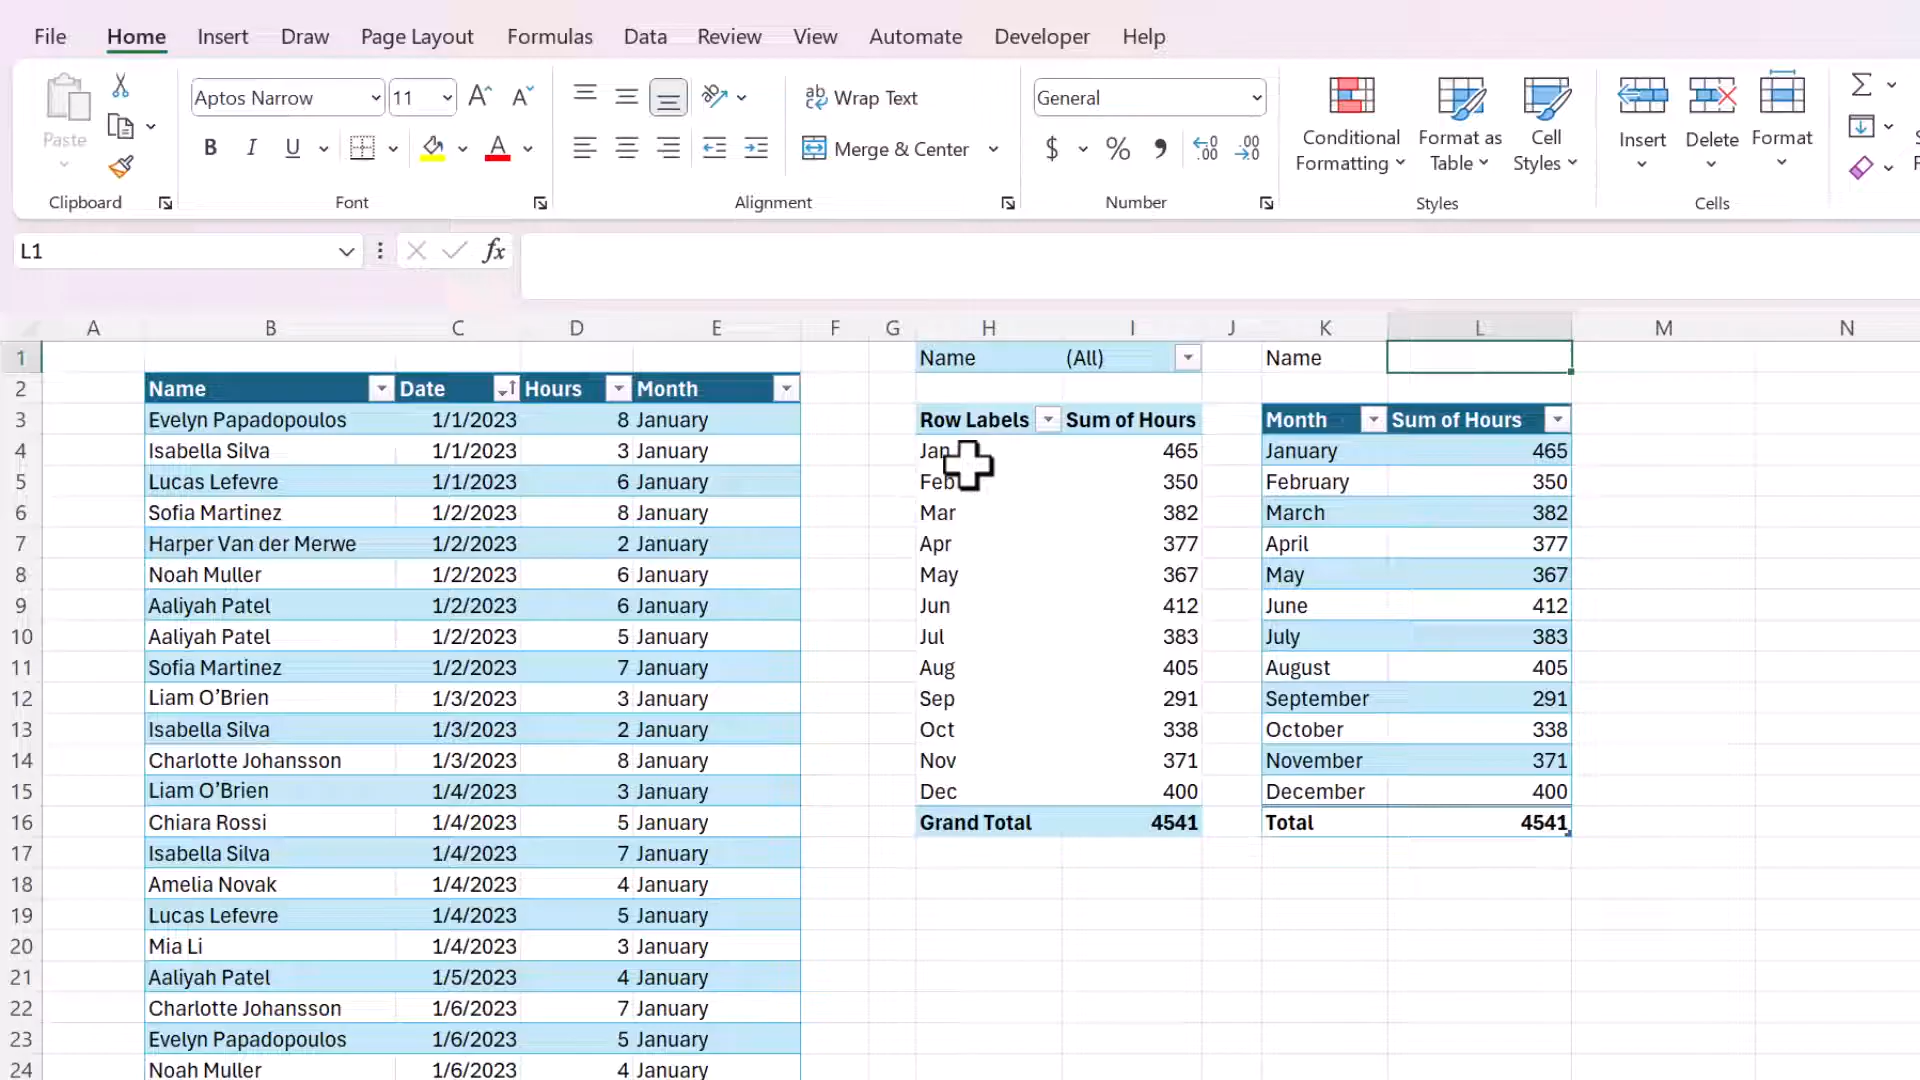 File Home Insert Draw Page Layout Formulas Data Review View Automate Developer Help
Aptos Narrow 11 Wrap Text General
Paste B I U A Merge & Center $ % Conditional Formatting Format as Table Cell Styles Insert Delete Format
Clipboard Font Alignment Number Styles Cells
L1 fx
A B C D E F G H I J K L M N
1 Name (All) Name
2 Name Date Hours Month
3 Evelyn Papadopoulos 1/1/2023 8 January Row Labels Sum of Hours Month Sum of Hours
4 Isabella Silva 1/1/2023 3 January Jan 465 January 465
5 Lucas Lefevre 1/1/2023 6 January Feb 350 February 350
6 Sofia Martinez 1/2/2023 8 January Mar 382 March 382
7 Harper Van der Merwe 1/2/2023 2 January Apr 377 April 377
8 Noah Muller 1/2/2023 6 January May 367 May 367
9 Aaliyah Patel 1/2/2023 6 January Jun 412 June 412
10 Aaliyah Patel 1/2/2023 5 January Jul 383 July 383
11 Sofia Martinez 1/2/2023 7 January Aug 405 August 405
12 Liam O’Brien 1/3/2023 3 January Sep 291 September 291
13 Isabella Silva 1/3/2023 2 January Oct 338 October 338
14 Charlotte Johansson 1/3/2023 8 January Nov 371 November 371
15 Liam O’Brien 1/4/2023 3 January Dec 400 December 400
16 Chiara Rossi 1/4/2023 5 January Grand Total 4541 Total 4541
17 Isabella Silva 1/4/2023 7 January
18 Amelia Novak 1/4/2023 4 January
19 Lucas Lefevre 1/4/2023 5 January
20 Mia Li 1/4/2023 3 January
21 Aaliyah Patel 1/5/2023 4 January
22 Charlotte Johansson 1/6/2023 7 January
23 Evelyn Papadopoulos 1/6/2023 5 January
24 Noah Muller 1/6/2023 4 January